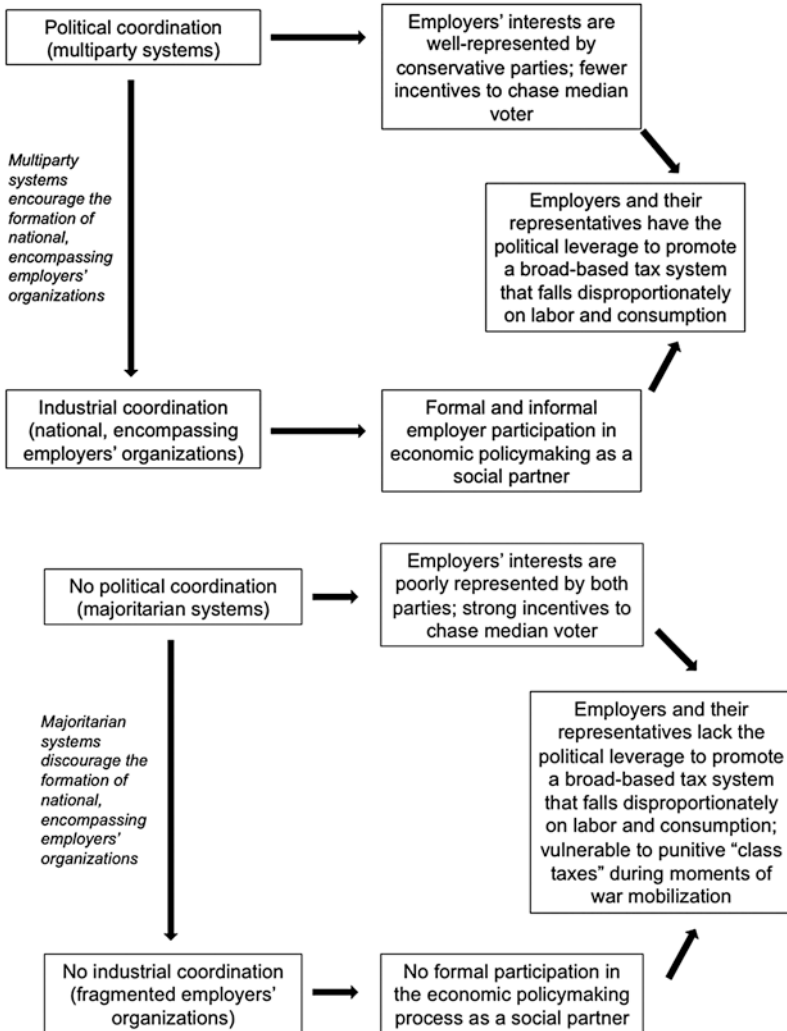 Political coordination
(multiparty systems)
Employers’ interests are
well-represented by
conservative parties; fewer
incentives to chase median
voter
Multiparty
systems
encourage the
formation of
national,
encompassing
employers’
organizations
Employers and their
representatives have the
political leverage to promote
a broad-based tax system
that falls disproportionately
on labor and consumption
Industrial coordination
(national, encompassing
employers’ organizations)
Formal and informal
employer participation in
economic policymaking as a
social partner
No political coordination
(majoritarian systems)
Employers’ interests are
poorly represented by both
parties; strong incentives to
chase median voter
Majoritarian
systems
discourage the
formation of
national,
encompassing
employers’
organizations
Employers and their
representatives lack the
political leverage to promote
a broad-based tax system
that falls disproportionately
on labor and consumption;
vulnerable to punitive “class
taxes” during moments of
war mobilization
No industrial coordination
(fragmented employers’
organizations)
No formal participation in
the economic policymaking
process as a social partner